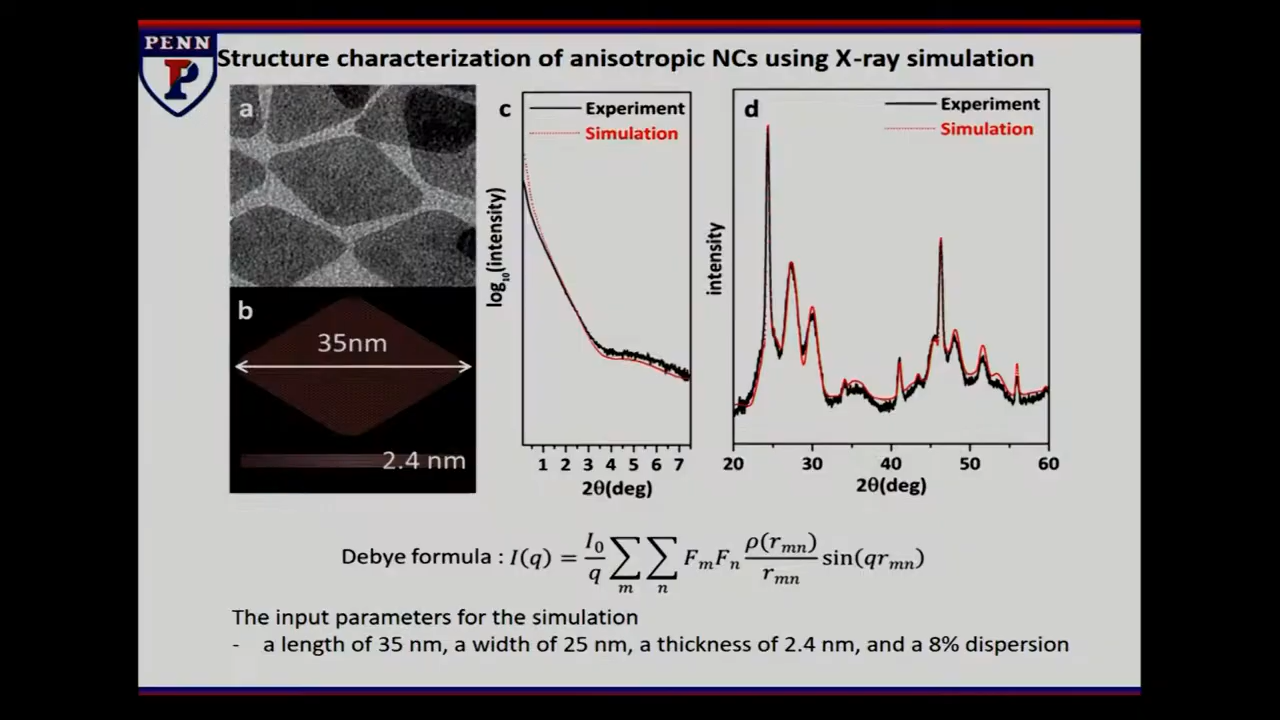 PENN
P
Structure characterization of anisotropic NCs using X-ray simulation
a
b
35nm
2.4 nm
c
Experiment
Simulation
log₁₀(intensity)
1 2 3 4 5 6 7
2θ(deg)
d
Experiment
Simulation
intensity
20 30 40 50 60
2θ(deg)
Debye formula : I(q) = I₀/q ∑ₘ ∑ₙ FₘFₙ ρ(rₘₙ)/rₘₙ sin(qrₘₙ)
The input parameters for the simulation
- a length of 35 nm, a width of 25 nm, a thickness of 2.4 nm, and a 8% dispersion